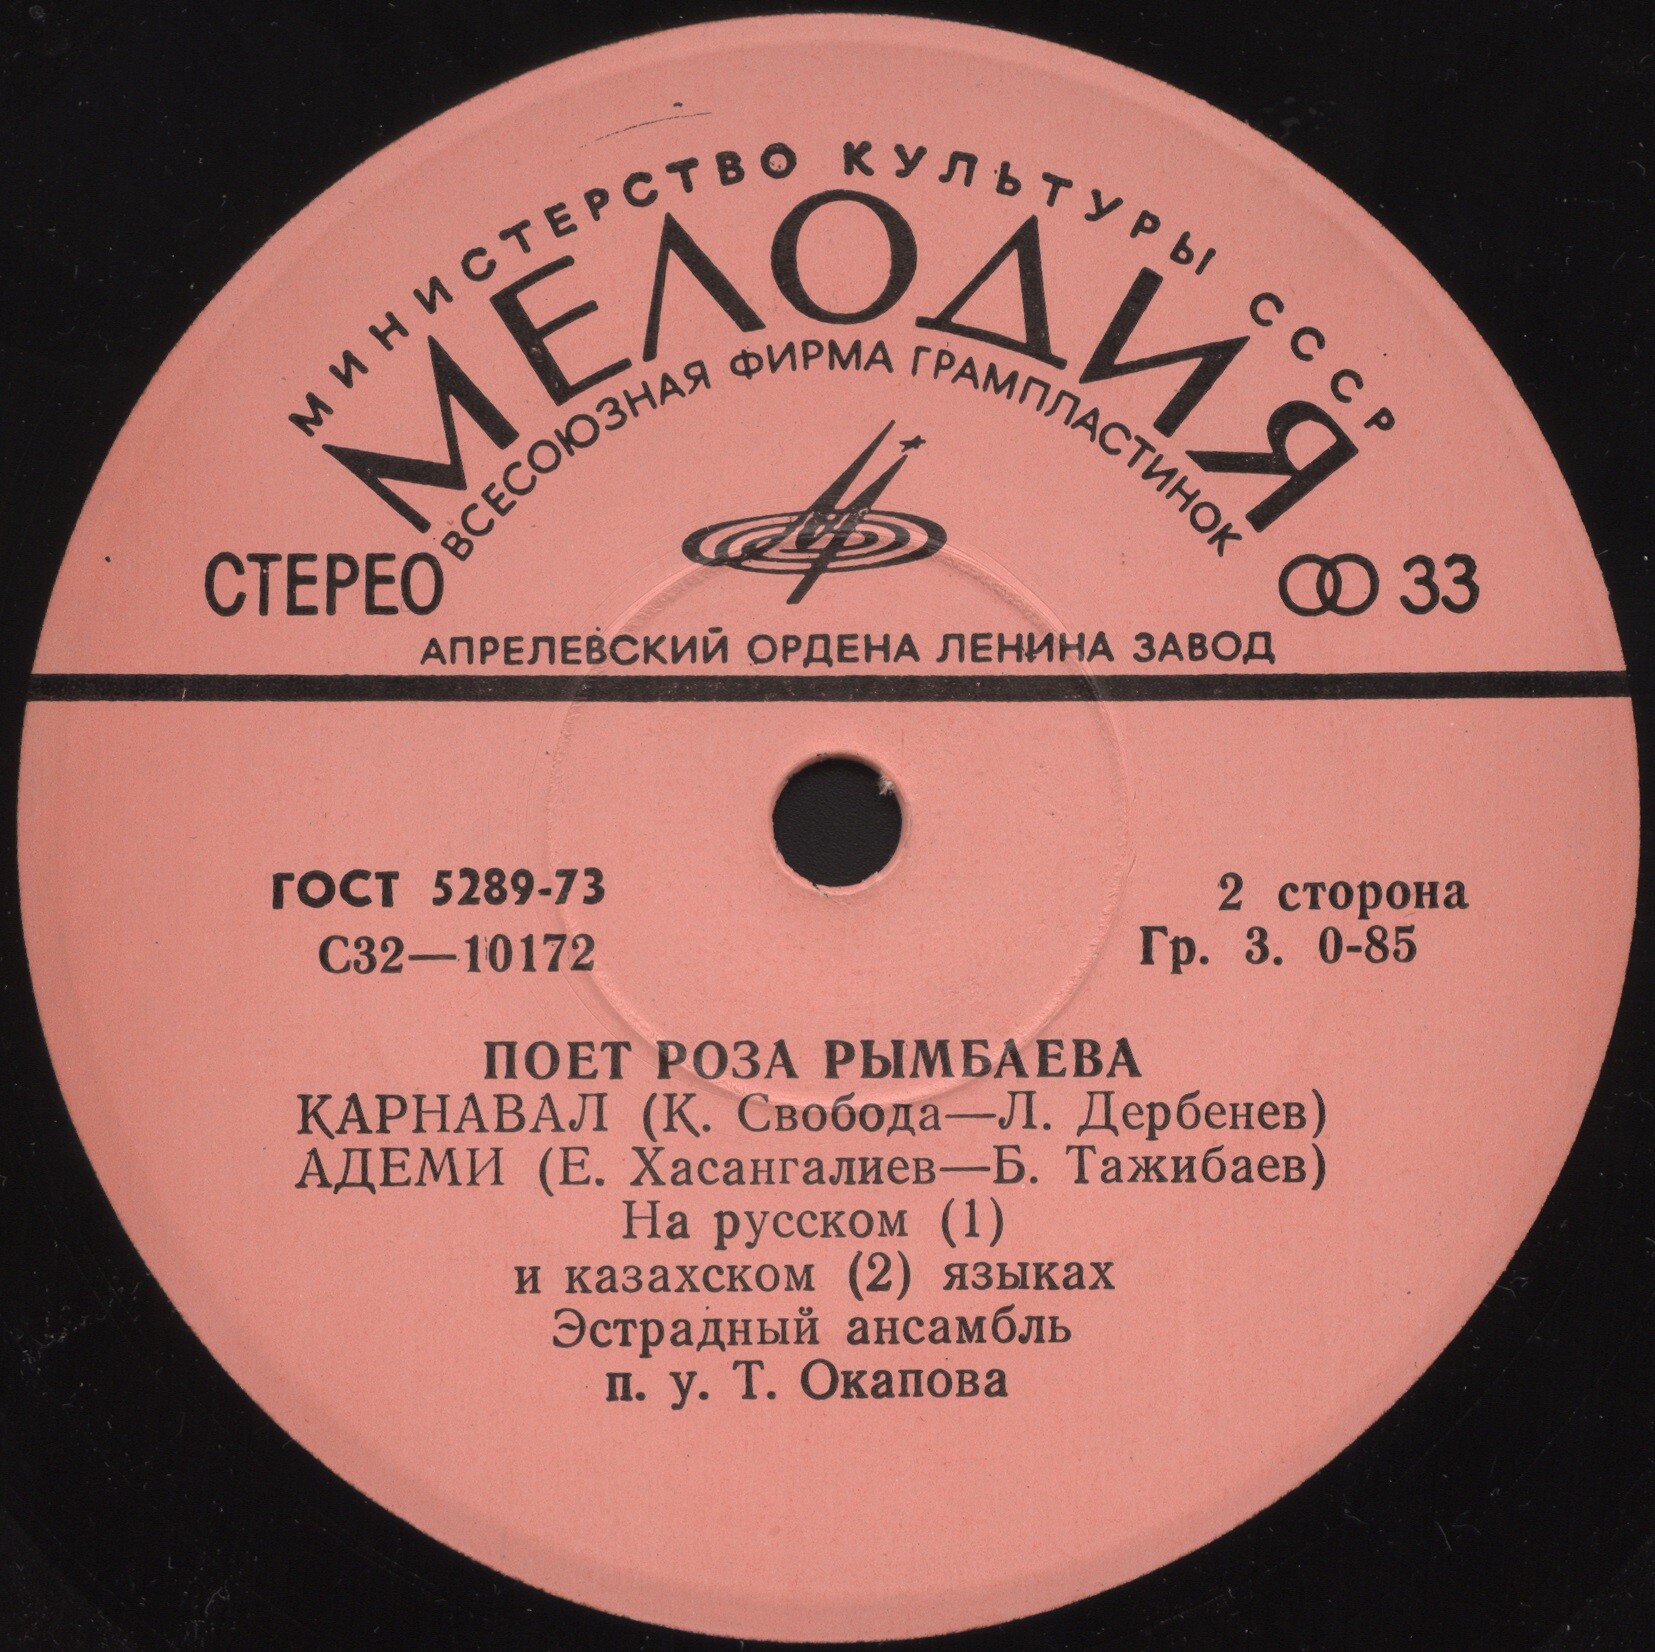 МИНИСТЕРСТВО КУЛЬТУРЫ СССР
МЕЛОДИЯ
ВСЕСОЮЗНАЯ ФИРМА ГРАМПЛАСТИНОК
СТЕРЕО
33
АПРЕЛЕВСКИЙ ОРДЕНА ЛЕНИНА ЗАВОД
ГОСТ 5289-73
2 сторона
С32—10172
Гр. 3. 0-85
ПОЕТ РОЗА РЫМБАЕВА
КАРНАВАЛ (К. Свобода—Л. Дербенев)
АДЕМИ (Е. Хасангалиев—Б. Тажибаев)
На русском (1)
и казахском (2) языках
Эстрадный ансамбль
п. у. Т. Окапова